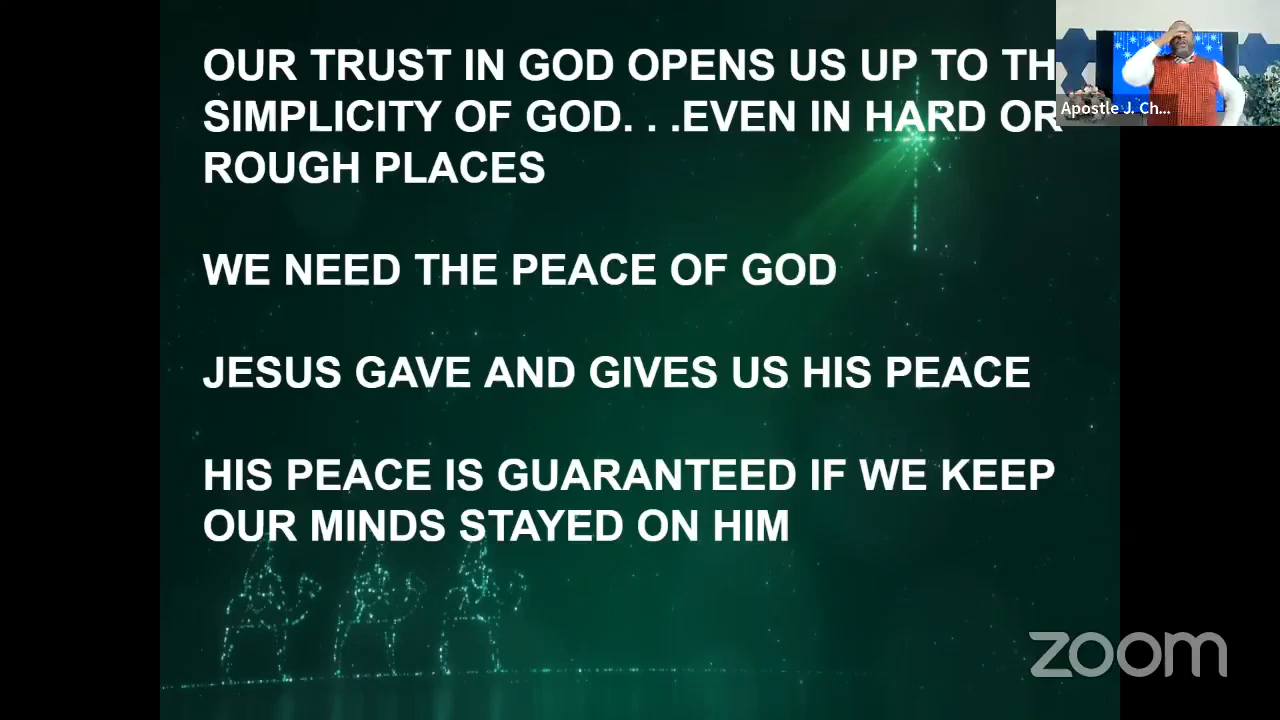 OUR TRUST IN GOD OPENS US UP TO TH
SIMPLICITY OF GOD. . .EVEN IN HARD OR
ROUGH PLACES
WE NEED THE PEACE OF GOD
JESUS GAVE AND GIVES US HIS PEACE
HIS PEACE IS GUARANTEED IF WE KEEP
OUR MINDS STAYED ON HIM
Apostle J. Ch...
zoom